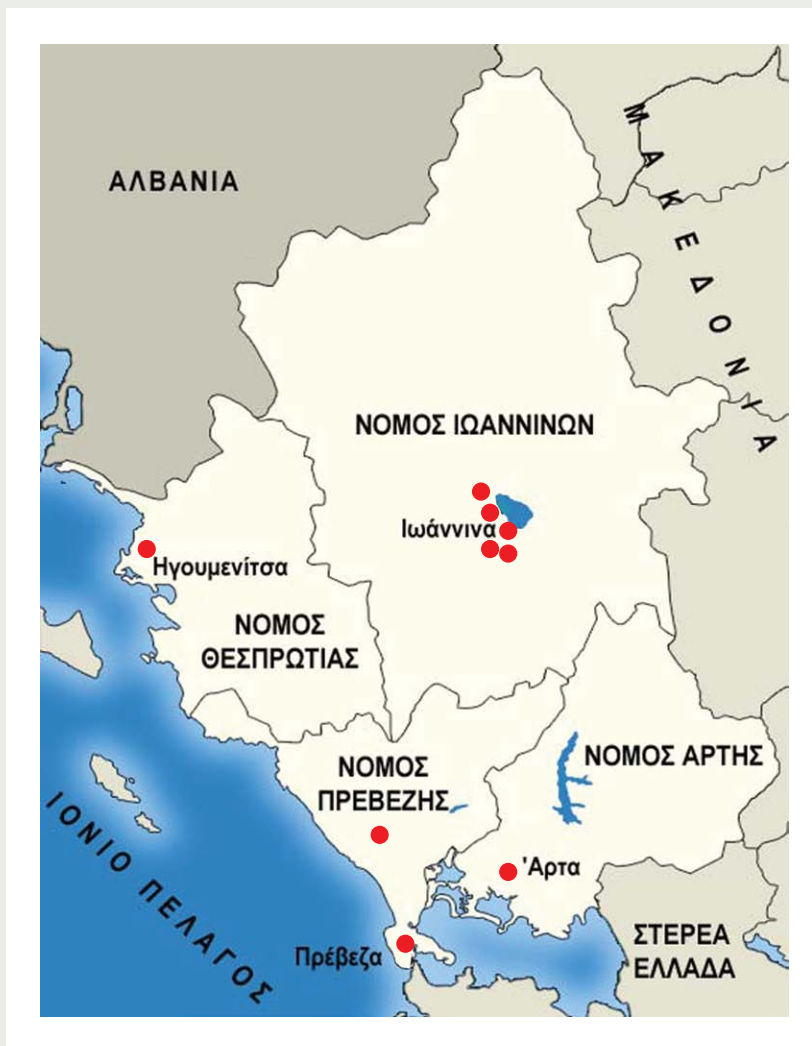 ΑΛΒΑΝΙΑ
ΜΑΚΕΔΟΝΙΑ
ΝΟΜΟΣ ΙΩΑΝΝΙΝΩΝ
Ιωάννινα
Ηγουμενίτσα
ΝΟΜΟΣ
ΘΕΣΠΡΩΤΙΑΣ
ΝΟΜΟΣ ΑΡΤΗΣ
ΝΟΜΟΣ
ΠΡΕΒΕΖΗΣ
ΙΟΝΙΟ ΠΕΛΑΓΟΣ
'Αρτα
Πρέβεζα
ΣΤΕΡΕΑ
ΕΛΛΑΔΑ